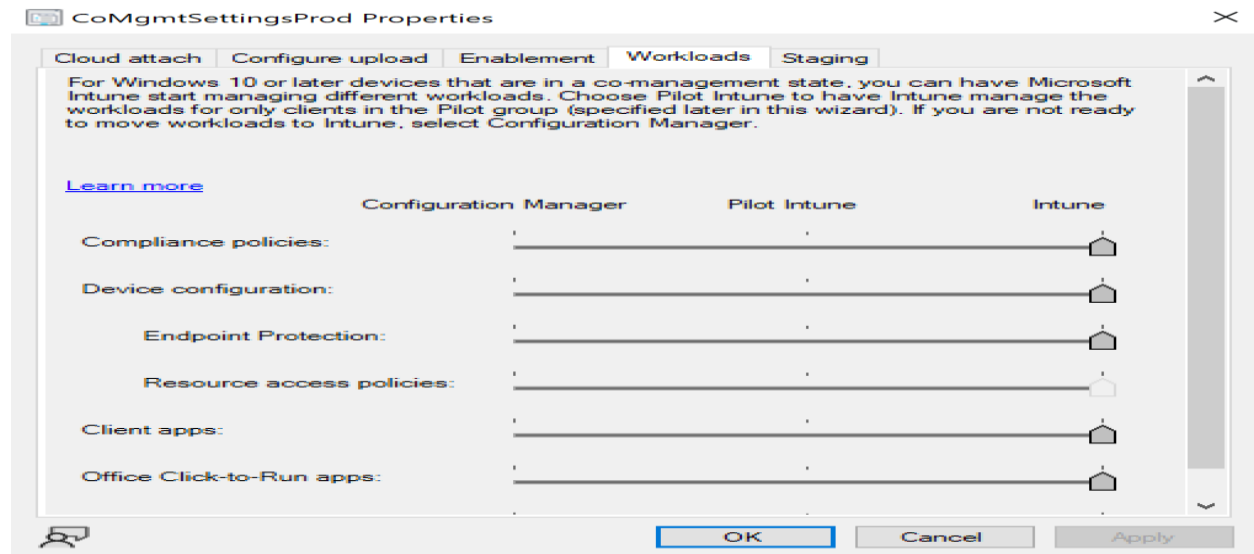 CoMgmtSettingsProd Properties
Cloud attach Configure upload Enablement Workloads Staging
For Windows 10 or later devices that are in a co-management state, you can have Microsoft
Intune start managing different workloads. Choose Pilot Intune to have Intune manage the
workloads for only clients in the Pilot group (specified later in this wizard). If you are not ready
to move workloads to Intune, select Configuration Manager.
Learn more
Configuration Manager Pilot Intune Intune
Compliance policies:
Device configuration:
Endpoint Protection:
Resource access policies:
Client apps:
Office Click-to-Run apps:
OK Cancel Apply